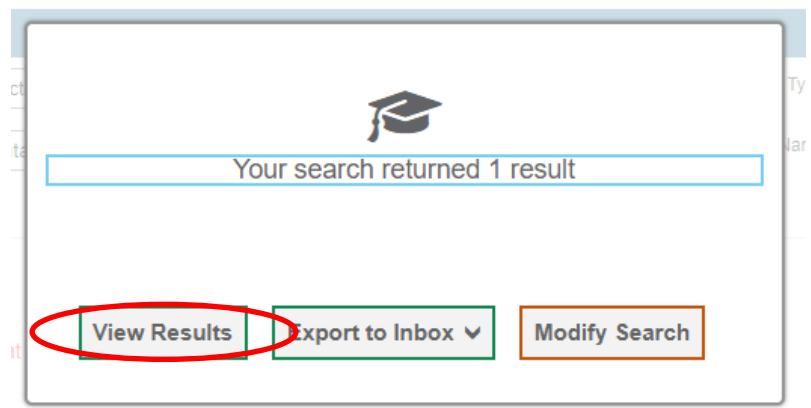 Your search returned 1 result
View Results Export to Inbox Modify Search